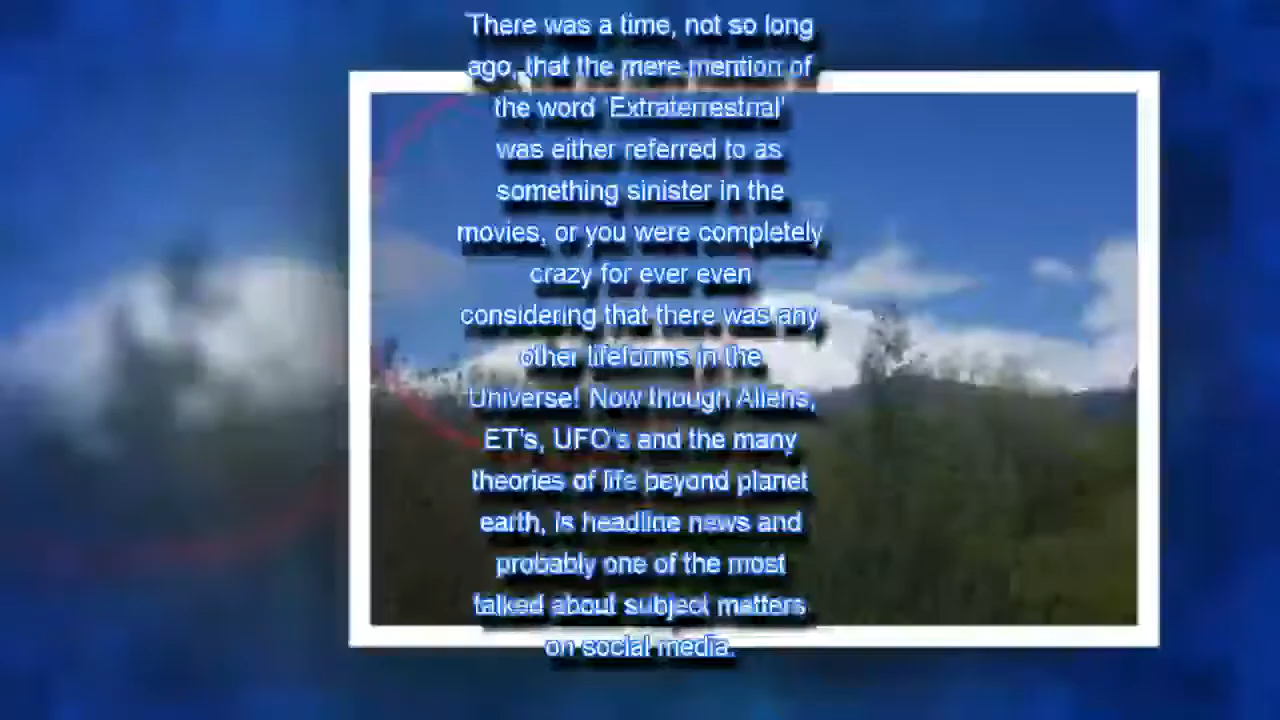 There was a time, not so long
ago, that the mere mention of
the word 'Extraterrestrial'
was either referred to as
something sinister in the
movies, or you were completely
crazy for ever even
considering that there was any
other lifeforms in the
Universe! Now though Aliens,
ET's, UFO's and the many
theories of life beyond planet
earth, is headline news and
probably one of the most
talked about subject matters
on social media.